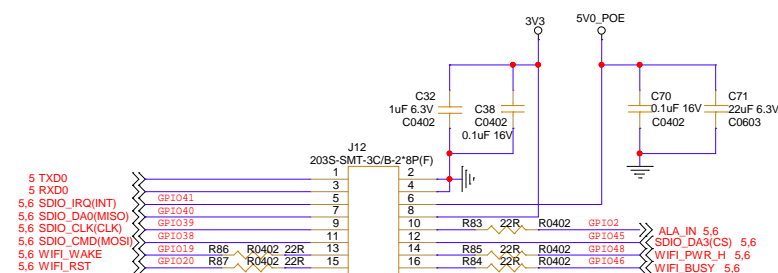 3V3
5V0_POE
C32
1uF 6.3V
C0402
C38
C0402
0.1uF 16V
C70
0.1uF 16V
C0402
C71
22uF 6.3V
C0603
J12
203S-SMT-3C/B-2*8P(F)
5 TXD0 1 2
5 RXD0 3 4
5,6 SDIO_IRQ(INT) GPIO41 5 6
5,6 SDIO_DA0(MISO) GPIO40 7 8
5,6 SDIO_CLK(CLK) GPIO39 9 10 R83 22R R0402 GPIO2 ALA_IN 5,6
5,6 SDIO_CMD(MOSI) GPIO38 11 12 GPIO45 SDIO_DA3(CS) 5,6
5,6 WIFI_WAKE GPIO19 R86 R0402 22R 13 14 R85 22R R0402 GPIO48 WIFI_PWR_H 5,6
5,6 WIFI_RST GPIO20 R87 R0402 22R 15 16 R84 22R R0402 GPIO46 WIFI_BUSY 5,6